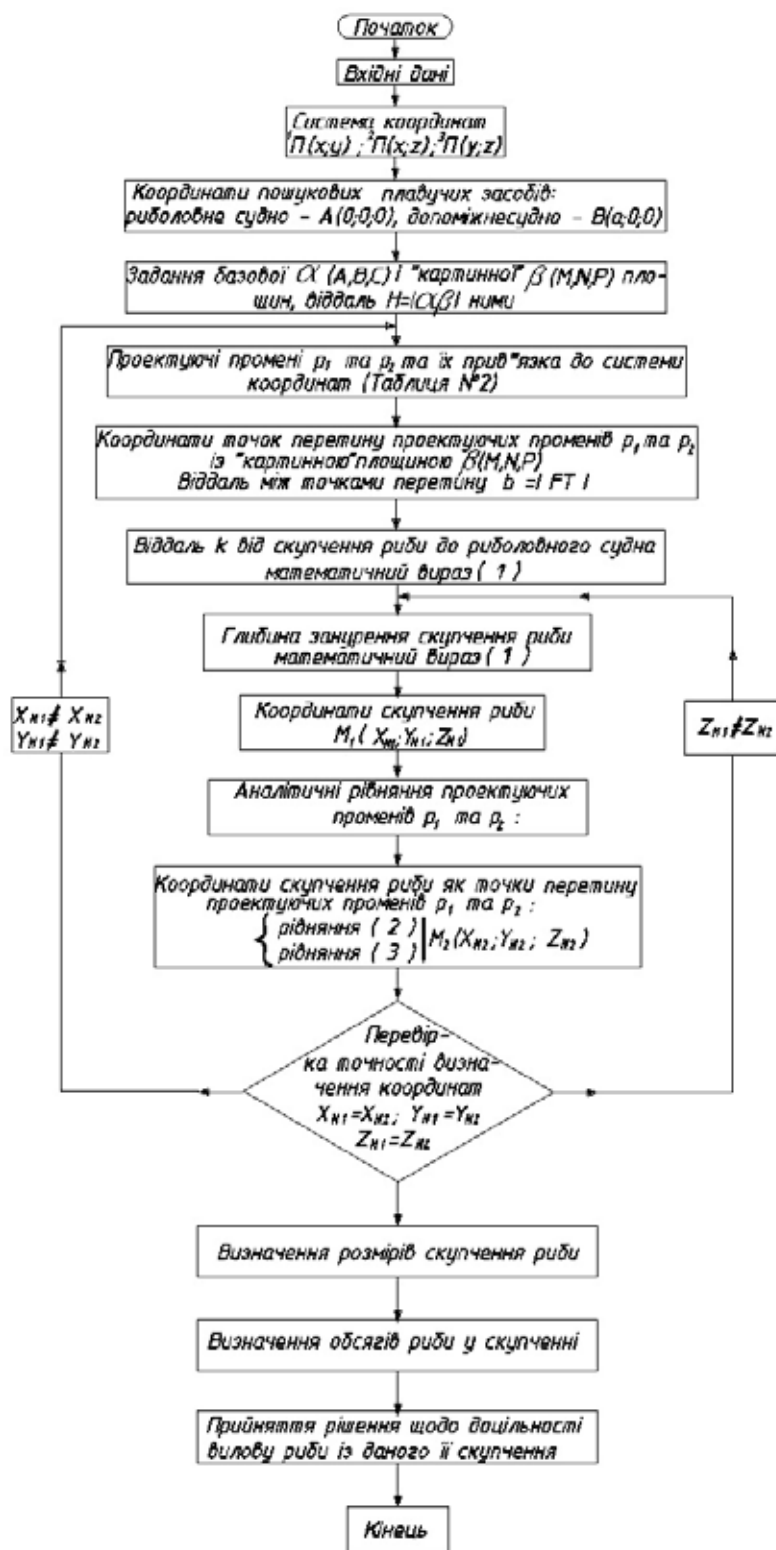 Початок
Вхідні дані
Система координат
¹П(x;y) ; ²П(x;z); ³П(y;z)
Координати пошукових плавучих засобів:
риболовне судно – A(0;0;0), допоміжнесудно – B(a;0;0)
Задання базової α (A,B,C) і "картинної" β (M,N,P) пло-
щин, віддаль H=|αβ| ними
Проектуючі промені p₁ та p₂ та їх прив"язка до системи
координат (Таблиця №2)
Координати точок перетину проектуючих променів p₁ та p₂
із "картинною" площиною β(M,N,P)
Віддаль між точками перетину b =| FT |
Віддаль k від скупчення риби до риболовного судна
математичний вираз ( 1 )
Глибина занурення скупчення риби
математичний вираз ( 1 )
X_H1 ≠ X_H2
Y_H1 ≠ Y_H2
Координати скупчення риби
M₁( X_H1; Y_H1; Z_H1)
Z_H1 ≠ Z_H2
Аналітичні рівняння проектуючих
променів p₁ та p₂ :
Координати скупчення риби як точки перетину
проектуючих променів p₁ та p₂ :
{ рівняння ( 2 )
рівняння ( 3 ) | M₂(X_H2; Y_H2; Z_H2)
Перевір-
ка точності визна-
чення координат
X_H1=X_H2; Y_H1=Y_H2
Z_H1=Z_H2
Визначення розмірів скупчення риби
Визначення обсягів риби у скупченні
Прийняття рішення щодо доцільності
вилову риби із даного її скупчення
Кінець